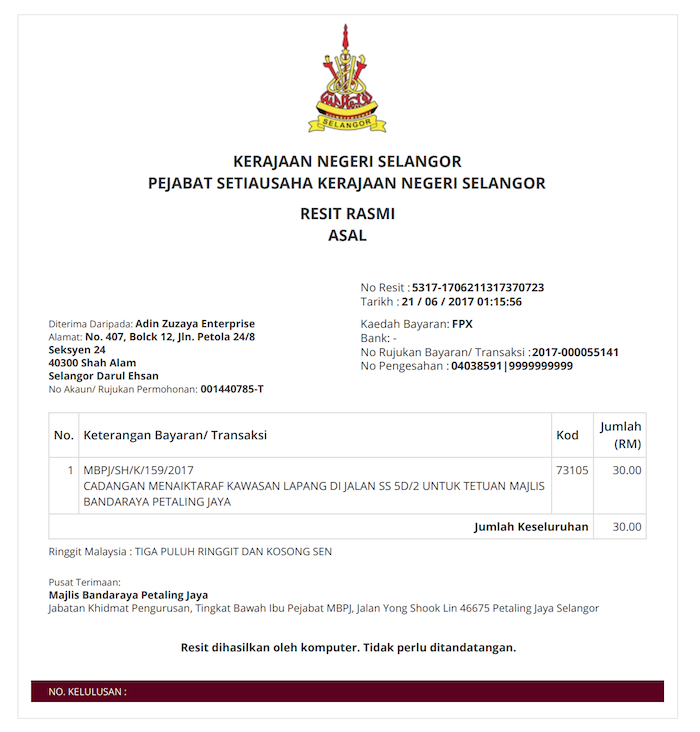 SELANGOR
KERAJAAN NEGERI SELANGOR
PEJABAT SETIAUSAHA KERAJAAN NEGERI SELANGOR
RESIT RASMI
ASAL
No Resit : 5317-1706211317370723
Tarikh : 21 / 06 / 2017 01:15:56
Diterima Daripada: Adin Zuzaya Enterprise
Alamat: No. 407, Bolck 12, Jln. Petola 24/8
Seksyen 24
40300 Shah Alam
Selangor Darul Ehsan
No Akaun/ Rujukan Permohonan: 001440785-T
Kaedah Bayaran: FPX
Bank: -
No Rujukan Bayaran/ Transaksi : 2017-000055141
No Pengesahan : 04038591|9999999999
No. Keterangan Bayaran/ Transaksi Kod Jumlah (RM)
1 MBPJ/SH/K/159/2017 73105 30.00
CADANGAN MENAIKTARAF KAWASAN LAPANG DI JALAN SS 5D/2 UNTUK TETUAN MAJLIS
BANDARAYA PETALING JAYA
Jumlah Keseluruhan 30.00
Ringgit Malaysia : TIGA PULUH RINGGIT DAN KOSONG SEN
Pusat Terimaan:
Majlis Bandaraya Petaling Jaya
Jabatan Khidmat Pengurusan, Tingkat Bawah Ibu Pejabat MBPJ, Jalan Yong Shook Lin 46675 Petaling Jaya Selangor
Resit dihasilkan oleh komputer. Tidak perlu ditandatangan.
NO. KELULUSAN :